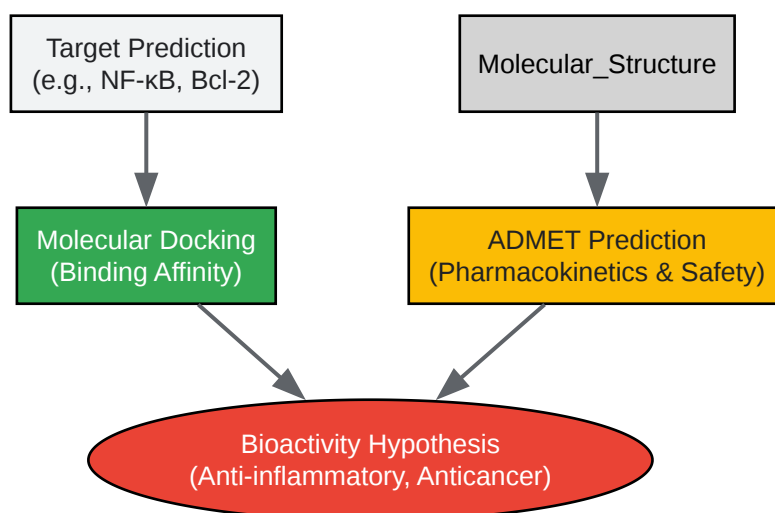 Target Prediction
(e.g., NF-κB, Bcl-2)
Molecular_Structure
Molecular Docking
(Binding Affinity)
ADMET Prediction
(Pharmacokinetics & Safety)
Bioactivity Hypothesis
(Anti-inflammatory, Anticancer)